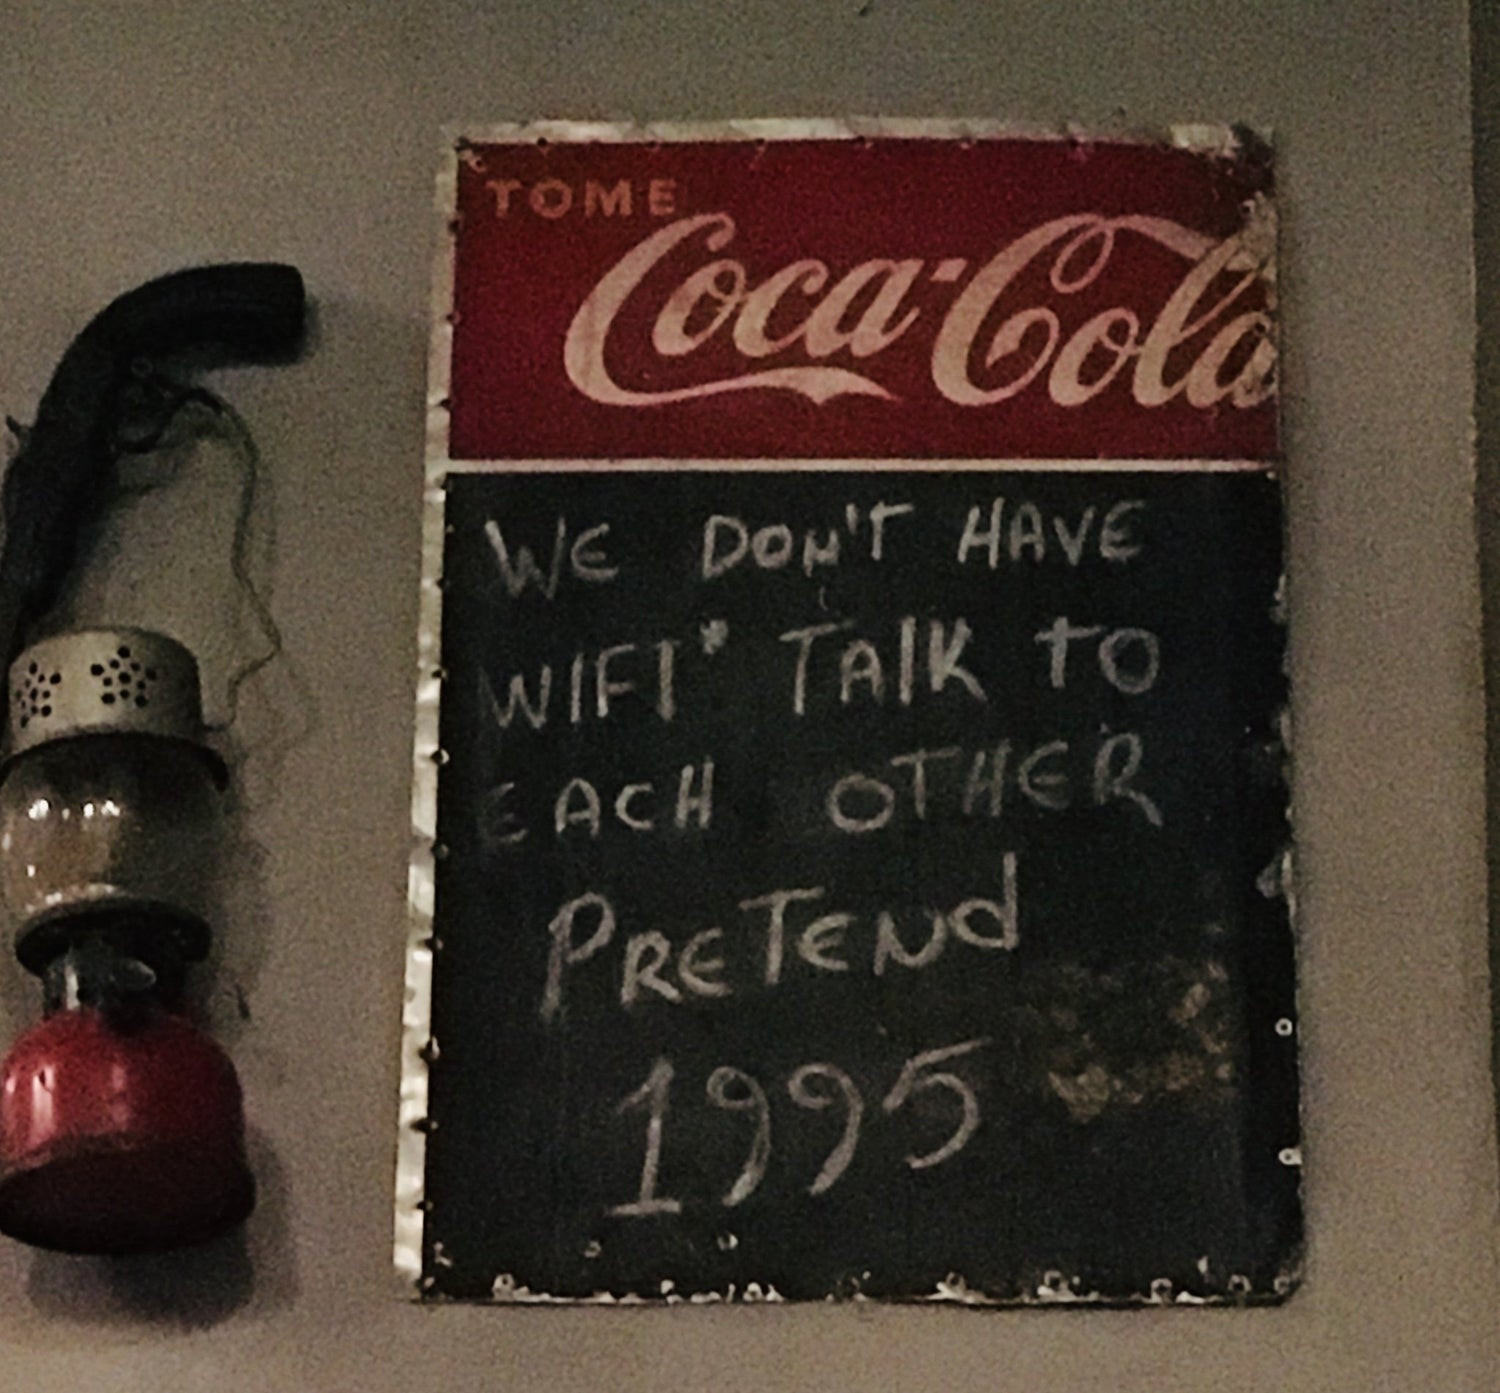 TOME
Coca-Cola
WE DON'T HAVE
WIFI" TALK TO
EACH OTHER
PRETEND
1995